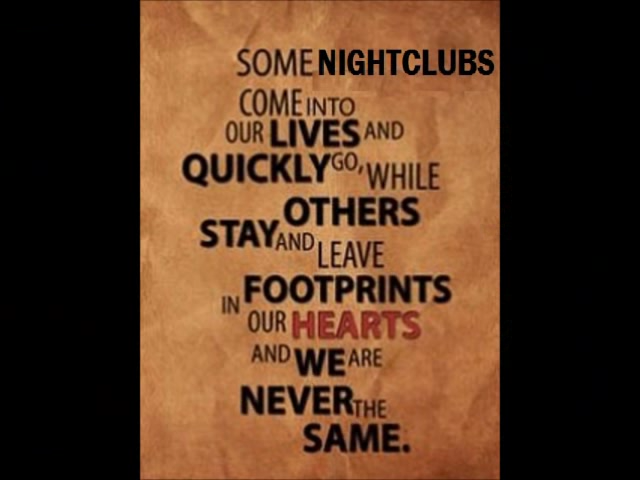 SOME NIGHTCLUBS
COME INTO
OUR LIVES AND
QUICKLY GO, WHILE
OTHERS
STAY AND LEAVE
FOOTPRINTS
IN OUR HEARTS
AND WE ARE
NEVER THE
SAME.